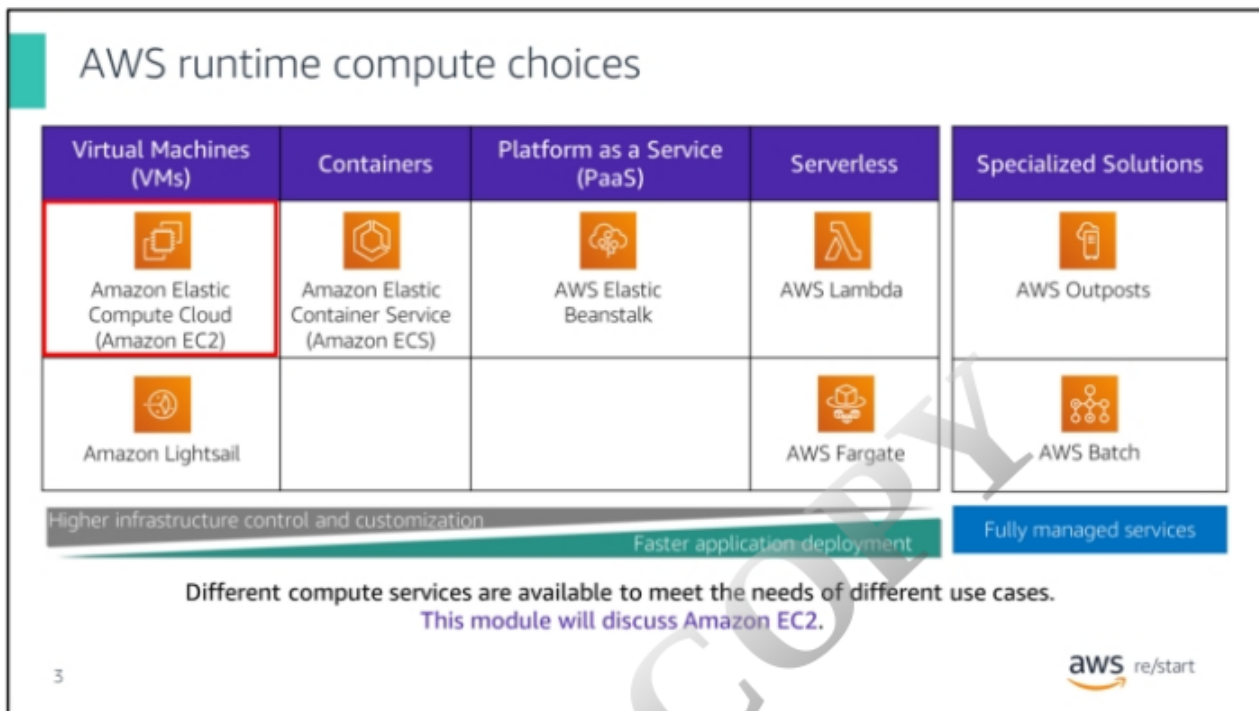 AWS runtime compute choices
Virtual Machines
(VMs)
Containers
Platform as a Service
(PaaS)
Serverless
Specialized Solutions
Amazon Elastic
Compute Cloud
(Amazon EC2)
Amazon Elastic
Container Service
(Amazon ECS)
AWS Elastic
Beanstalk
AWS Lambda
AWS Outposts
Amazon Lightsail
AWS Fargate
AWS Batch
Higher infrastructure control and customization
Faster application deployment
Fully managed services
Different compute services are available to meet the needs of different use cases.
This module will discuss Amazon EC2.
3
aws re/start
COPY